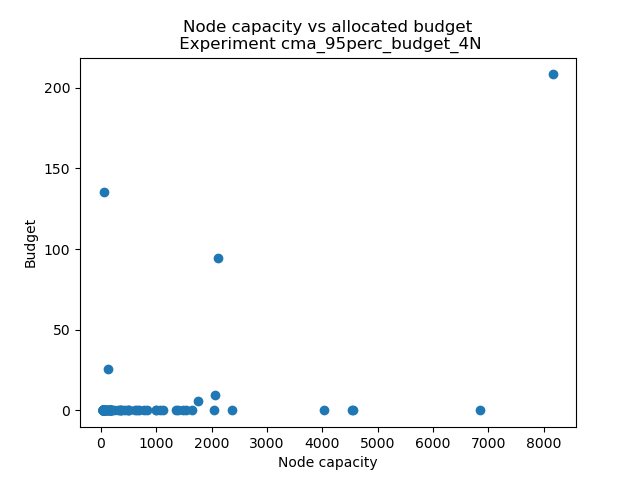 Node capacity vs allocated budget
Experiment cma_95perc_budget_4N
200
150
100
50
0
Budget
0 1000 2000 3000 4000 5000 6000 7000 8000
Node capacity